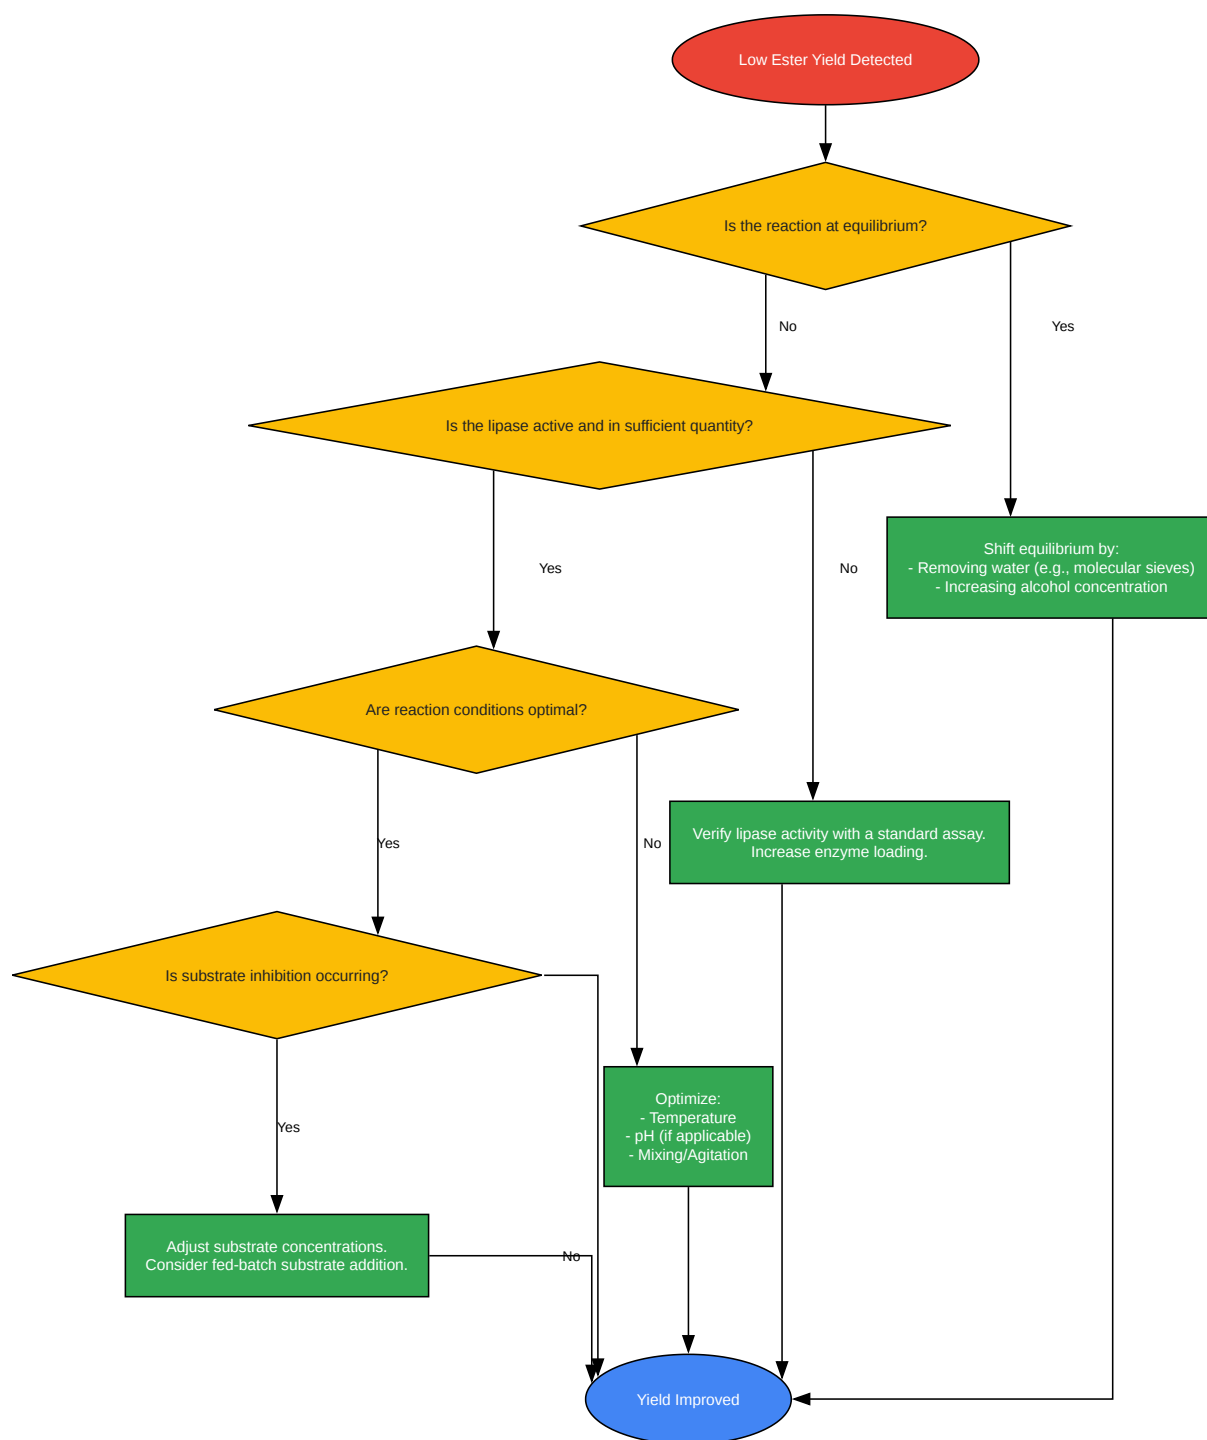 Low Ester Yield Detected
Is the reaction at equilibrium?
No
Yes
Is the lipase active and in sufficient quantity?
Shift equilibrium by:
- Removing water (e.g., molecular sieves)
- Increasing alcohol concentration
Yes
No
Are reaction conditions optimal?
Verify lipase activity with a standard assay.
Increase enzyme loading.
Yes
No
Is substrate inhibition occurring?
Optimize:
- Temperature
- pH (if applicable)
- Mixing/Agitation
Yes
Adjust substrate concentrations.
Consider fed-batch substrate addition.
No
Yield Improved